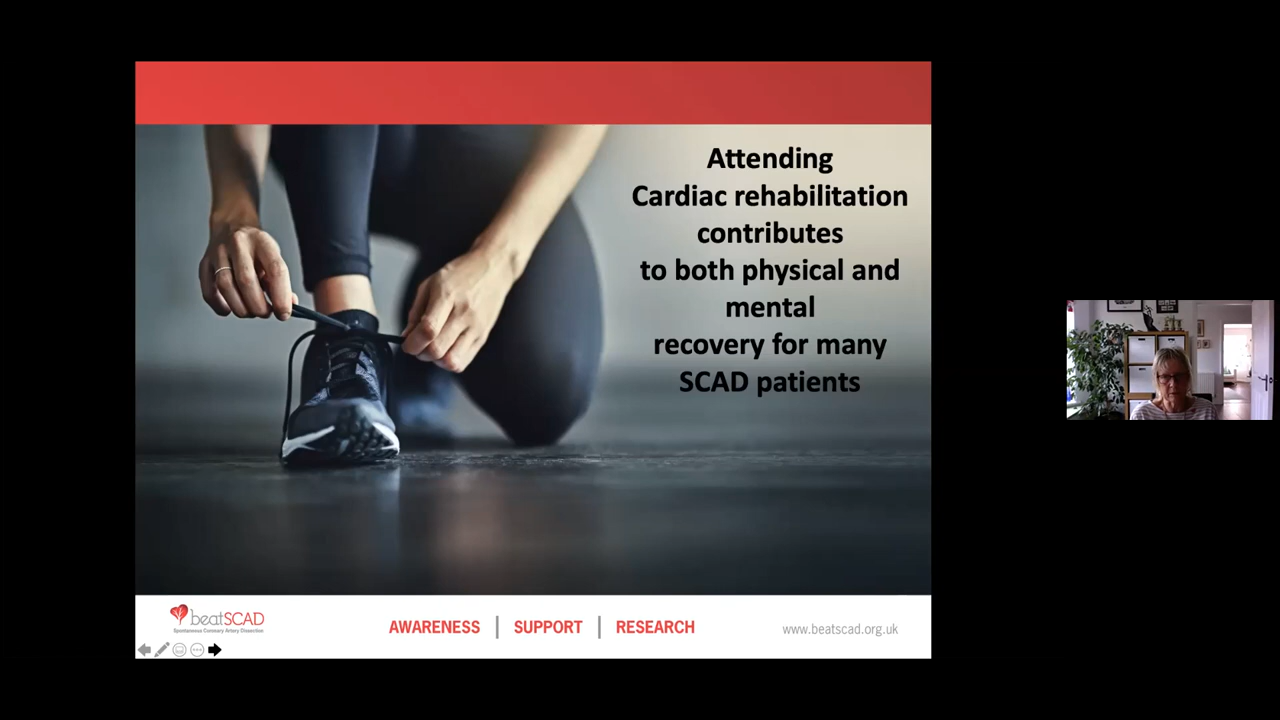 Attending
Cardiac rehabilitation
contributes
to both physical and
mental
recovery for many
SCAD patients
beatSCAD
Spontaneous Coronary Artery Dissection
AWARENESS | SUPPORT | RESEARCH
www.beatscad.org.uk